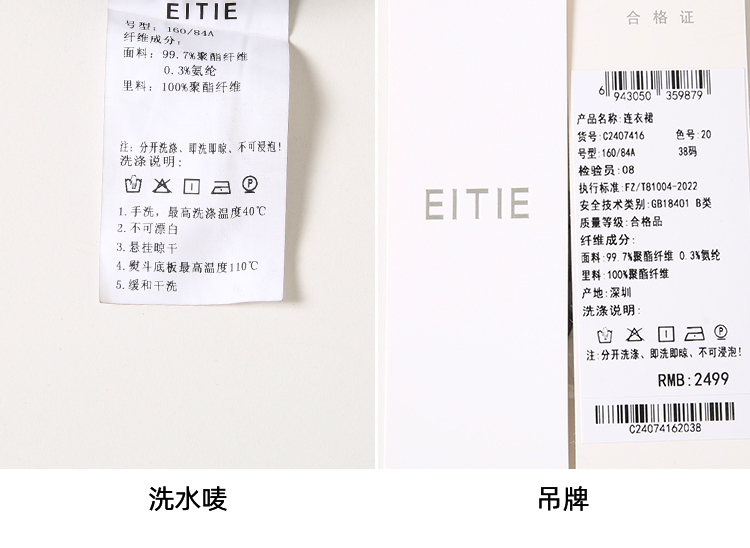 EITIE
号型: 160/84A
纤维成分:
面料: 99.7%聚酯纤维
0.3%氨纶
里料: 100%聚酯纤维
注: 分开洗涤、即洗即晾、不可浸泡!
洗涤说明:
1.手洗，最高洗涤温度40℃
2.不可漂白
3.悬挂晾干
4.熨斗底板最高温度110℃
5.缓和干洗
洗水唛
EITIE
合格证
6 943050 359879
产品名称:连衣裙
货号:C2407416 色号:20
号型:160/84A 38码
检验员:08
执行标准:FZ/T81004-2022
安全技术类别:GB18401 B类
质量等级:合格品
纤维成分:
面料:99.7%聚酯纤维 0.3%氨纶
里料:100%聚酯纤维
产地:深圳
洗涤说明:
注:分开洗涤、即洗即晾、不可浸泡!
RMB:2499
C24074162038
吊牌